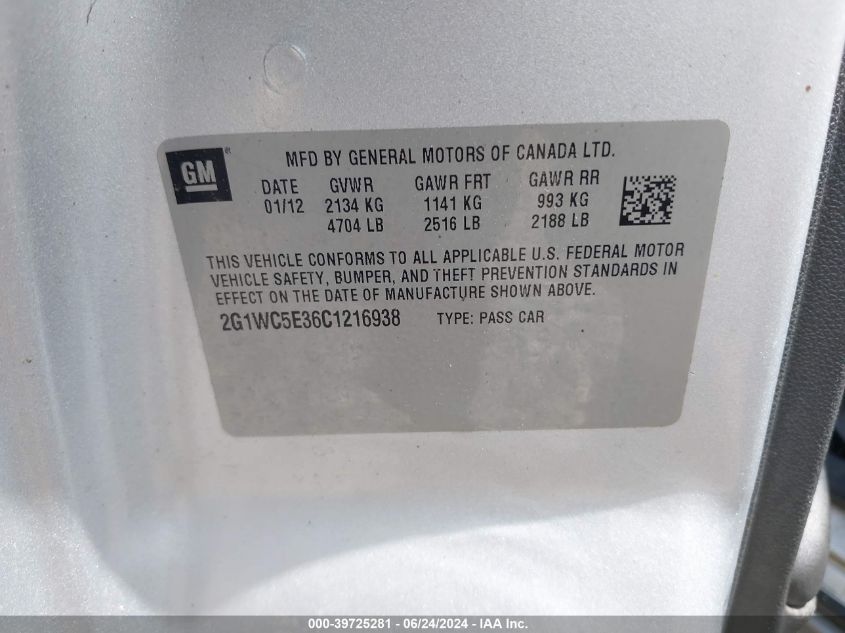 GM
MFD BY GENERAL MOTORS OF CANADA LTD.
DATE GVWR GAWR FRT GAWR RR
01/12 2134 KG 1141 KG 993 KG
4704 LB 2516 LB 2188 LB
THIS VEHICLE CONFORMS TO ALL APPLICABLE U.S. FEDERAL MOTOR
VEHICLE SAFETY, BUMPER, AND THEFT PREVENTION STANDARDS IN
EFFECT ON THE DATE OF MANUFACTURE SHOWN ABOVE.
2G1WC5E36C1216938 TYPE: PASS CAR
000-39725281 - 06/24/2024 - IAA Inc.